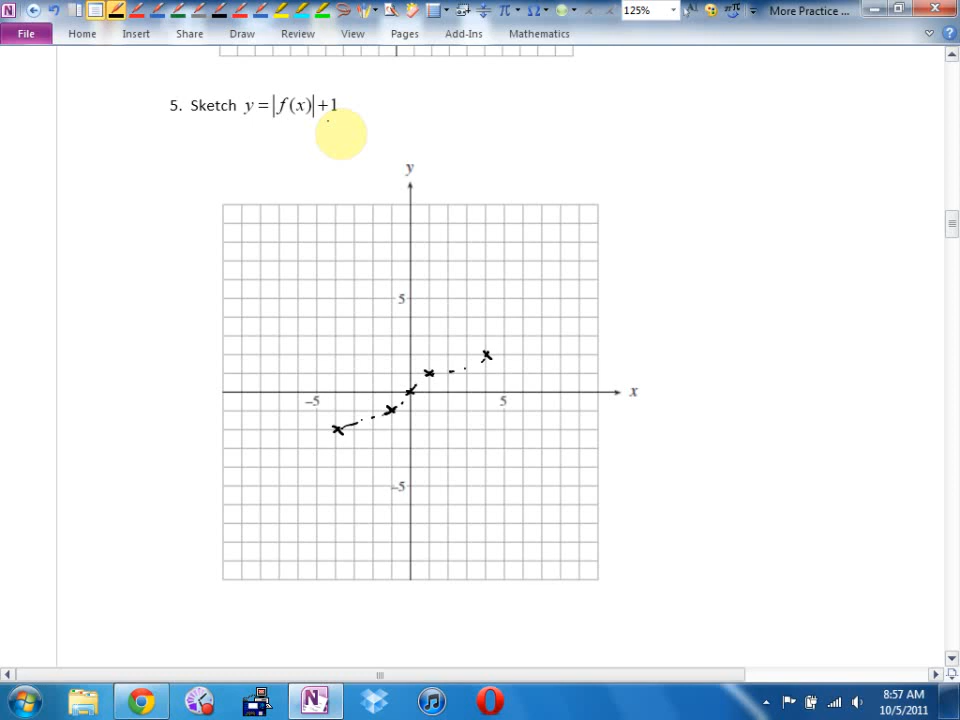 125% More Practice ...
File Home Insert Share Draw Review View Pages Add-Ins Mathematics
5. Sketch y = |f(x)| + 1
y
5
-5 5 x
-5
8:57 AM
10/5/2011